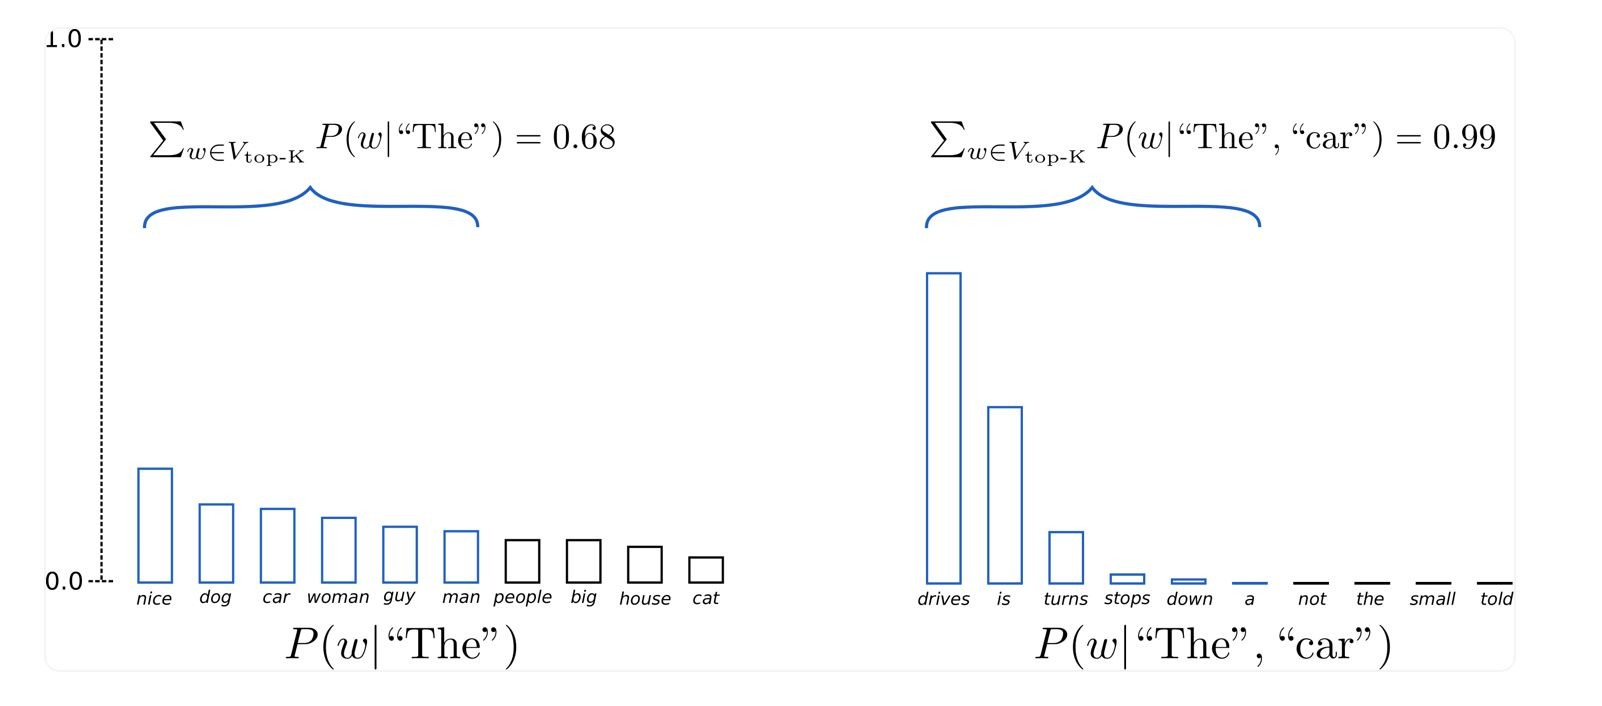 1.0
∑w∈Vtop-K P(w|“The”) = 0.68
∑w∈Vtop-K P(w|“The”, “car”) = 0.99
0.0
nice dog car woman guy man people big house cat
drives is turns stops down a not the small told
P(w|“The”)
P(w|“The”, “car”)